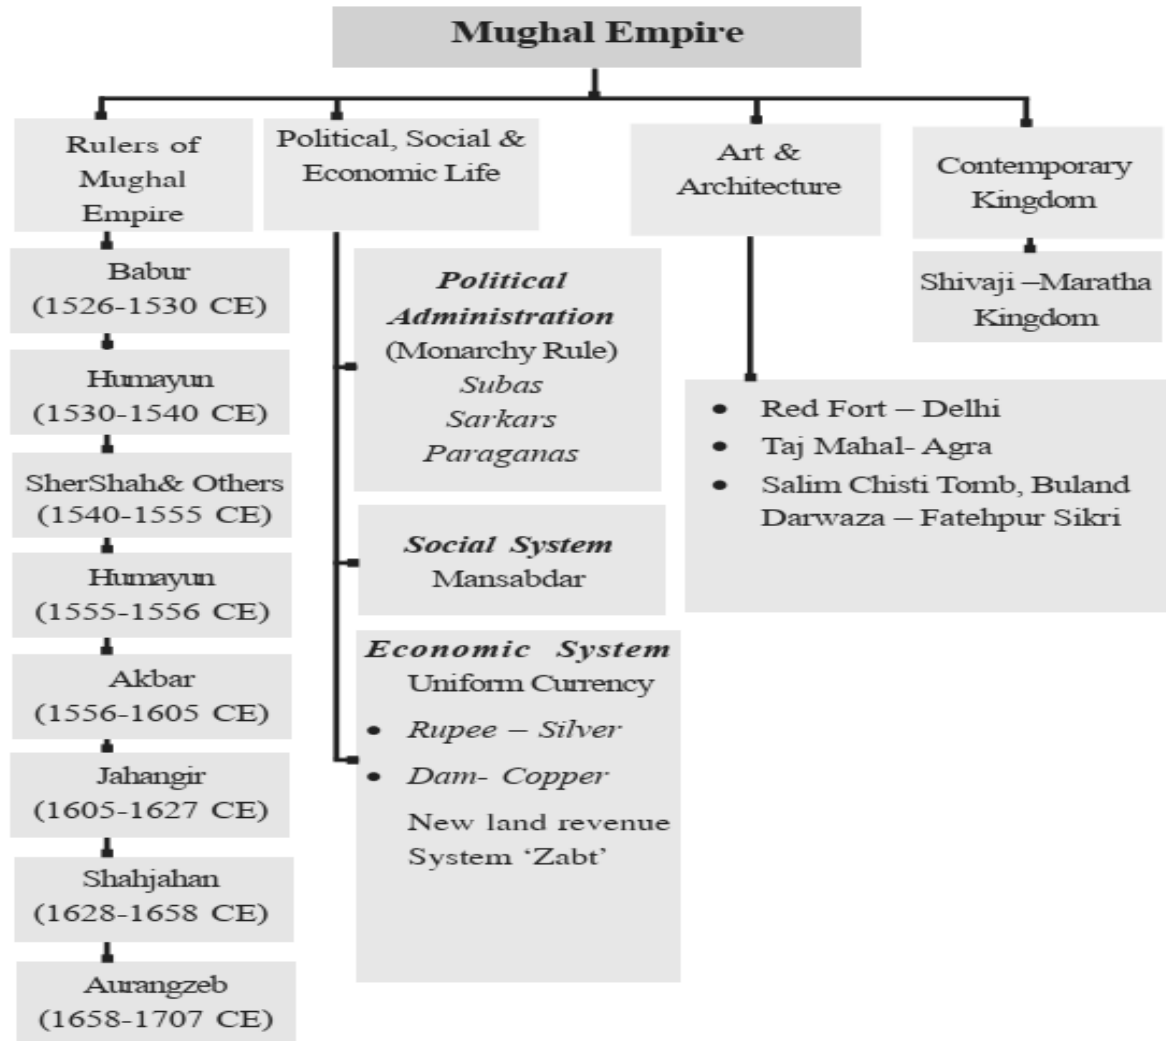 Mughal Empire
Rulers of
Mughal
Empire
Babur
(1526-1530 CE)
Humayun
(1530-1540 CE)
SherShah& Others
(1540-1555 CE)
Humayun
(1555-1556 CE)
Akbar
(1556-1605 CE)
Jahangir
(1605-1627 CE)
Shahjahan
(1628-1658 CE)
Aurangzeb
(1658-1707 CE)
Political, Social &
Economic Life
Political
Administration
(Monarchy Rule)
Subas
Sarkars
Paraganas
Social System
Mansabdar
Economic System
Uniform Currency
• Rupee – Silver
• Dam- Copper
New land revenue
System ‘Zabt’
Art &
Architecture
• Red Fort – Delhi
• Taj Mahal- Agra
• Salim Chisti Tomb, Buland
Darwaza – Fatehpur Sikri
Contemporary
Kingdom
Shivaji –Maratha
Kingdom